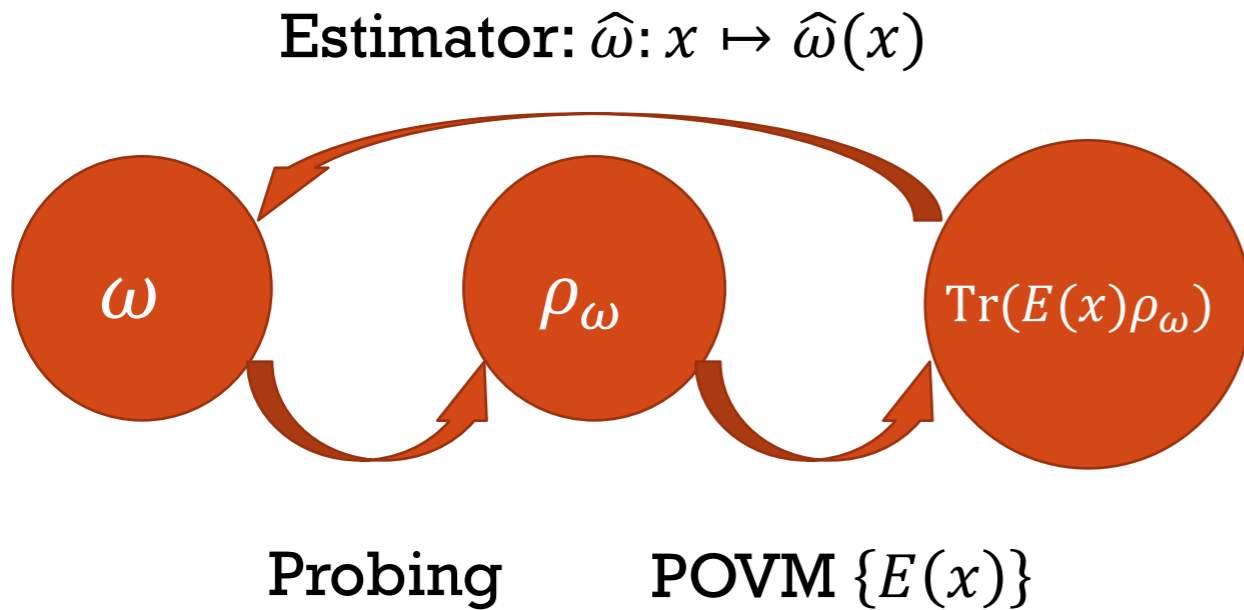 Estimator: ω̂: x ↦ ω̂(x)
ω
ρ_ω
Tr(E(x)ρ_ω)
Probing
POVM {E(x)}